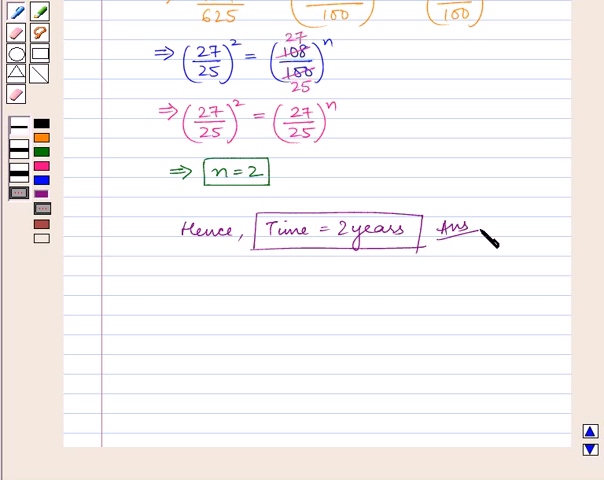 625 100 100
⇒ (27/25)^2 = (27 108/100 25)^n
⇒ (27/25)^2 = (27/25)^n
⇒ n = 2
Hence, Time = 2 years Ans